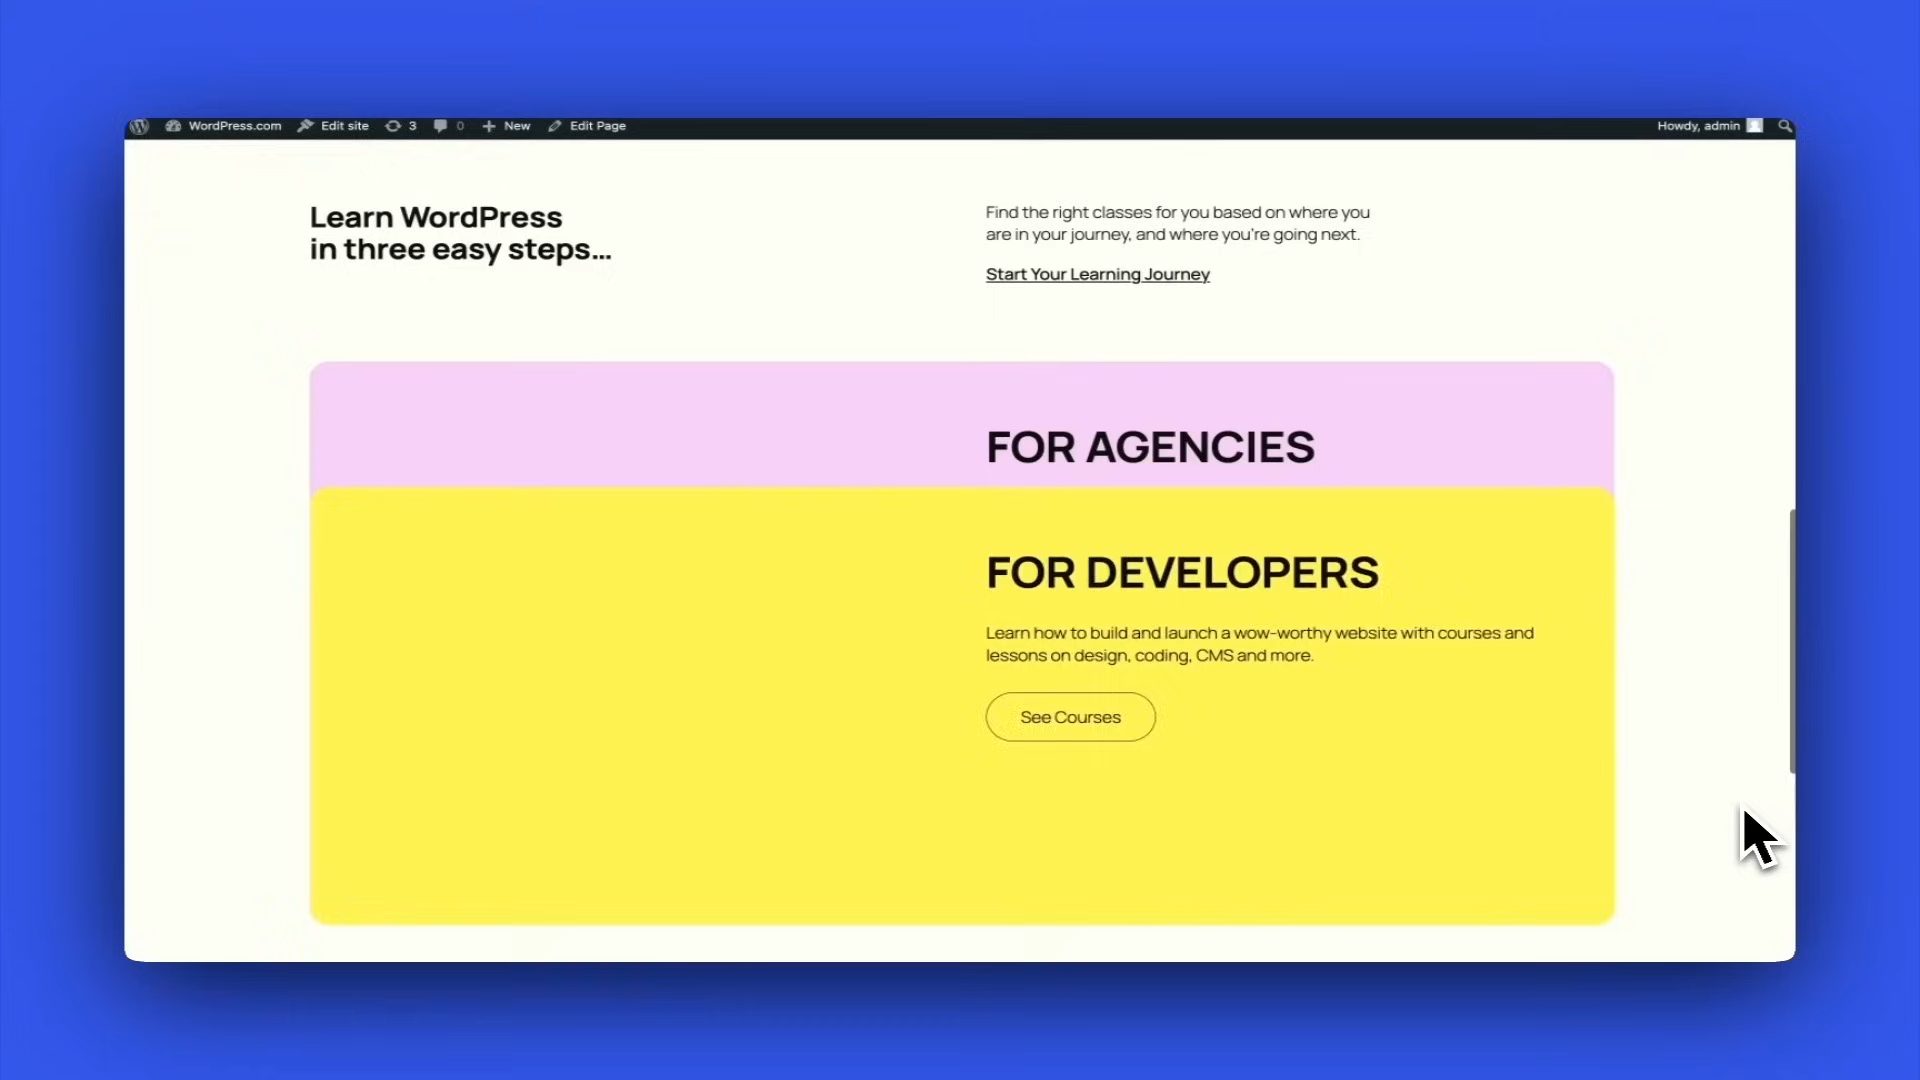 WordPress.com Edit site 3 0 New Edit Page Howdy, admin
Learn WordPress
in three easy steps...
Find the right classes for you based on where you
are in your journey, and where you're going next.
Start Your Learning Journey
FOR AGENCIES
FOR DEVELOPERS
Learn how to build and launch a wow-worthy website with courses and
lessons on design, coding, CMS and more.
See Courses